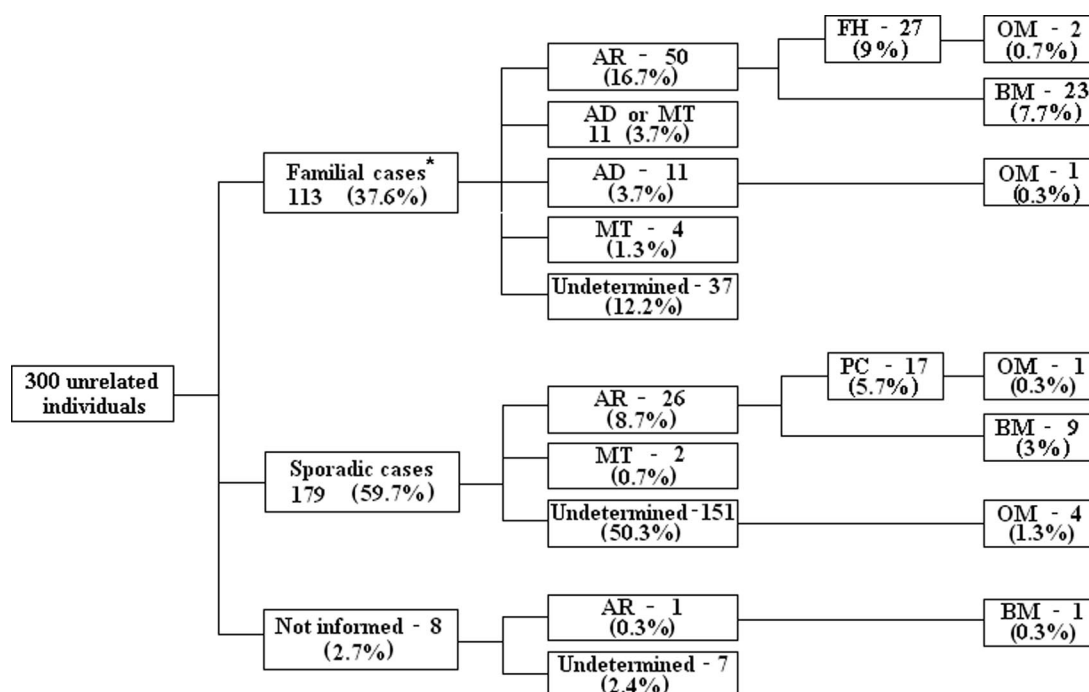 300 unrelated
individuals
Familial cases*
113 (37.6%)
AR - 50
(16.7%)
FH - 27
(9%)
OM - 2
(0.7%)
BM - 23
(7.7%)
AD or MT
11 (3.7%)
AD - 11
(3.7%)
OM - 1
(0.3%)
MT - 4
(1.3%)
Undetermined - 37
(12.2%)
Sporadic cases
179 (59.7%)
AR - 26
(8.7%)
PC - 17
(5.7%)
OM - 1
(0.3%)
BM - 9
(3%)
MT - 2
(0.7%)
Undetermined - 151
(50.3%)
OM - 4
(1.3%)
Not informed - 8
(2.7%)
AR - 1
(0.3%)
BM - 1
(0.3%)
Undetermined - 7
(2.4%)